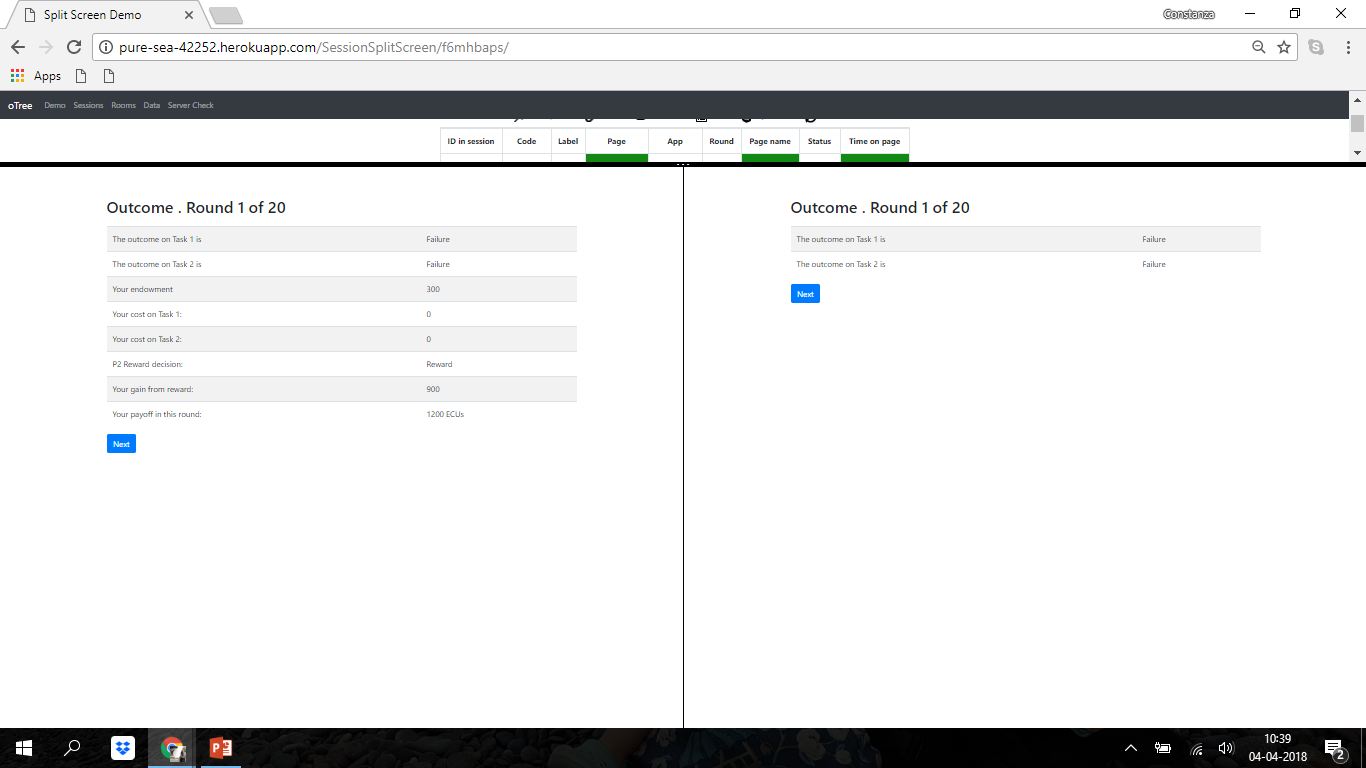 Split Screen Demo
Constanza
pure-sea-42252.herokuapp.com/SessionSplitScreen/f6mhbaps/
Apps
oTree Demo Sessions Rooms Data Server Check
ID in session Code Label Page App Round Page name Status Time on page
Outcome . Round 1 of 20
The outcome on Task 1 is Failure
The outcome on Task 2 is Failure
Your endowment 300
Your cost on Task 1: 0
Your cost on Task 2: 0
P2 Reward decision: Reward
Your gain from reward: 900
Your payoff in this round: 1200 ECUs
Next
Outcome . Round 1 of 20
The outcome on Task 1 is Failure
The outcome on Task 2 is Failure
Next
10:39
04-04-2018
2